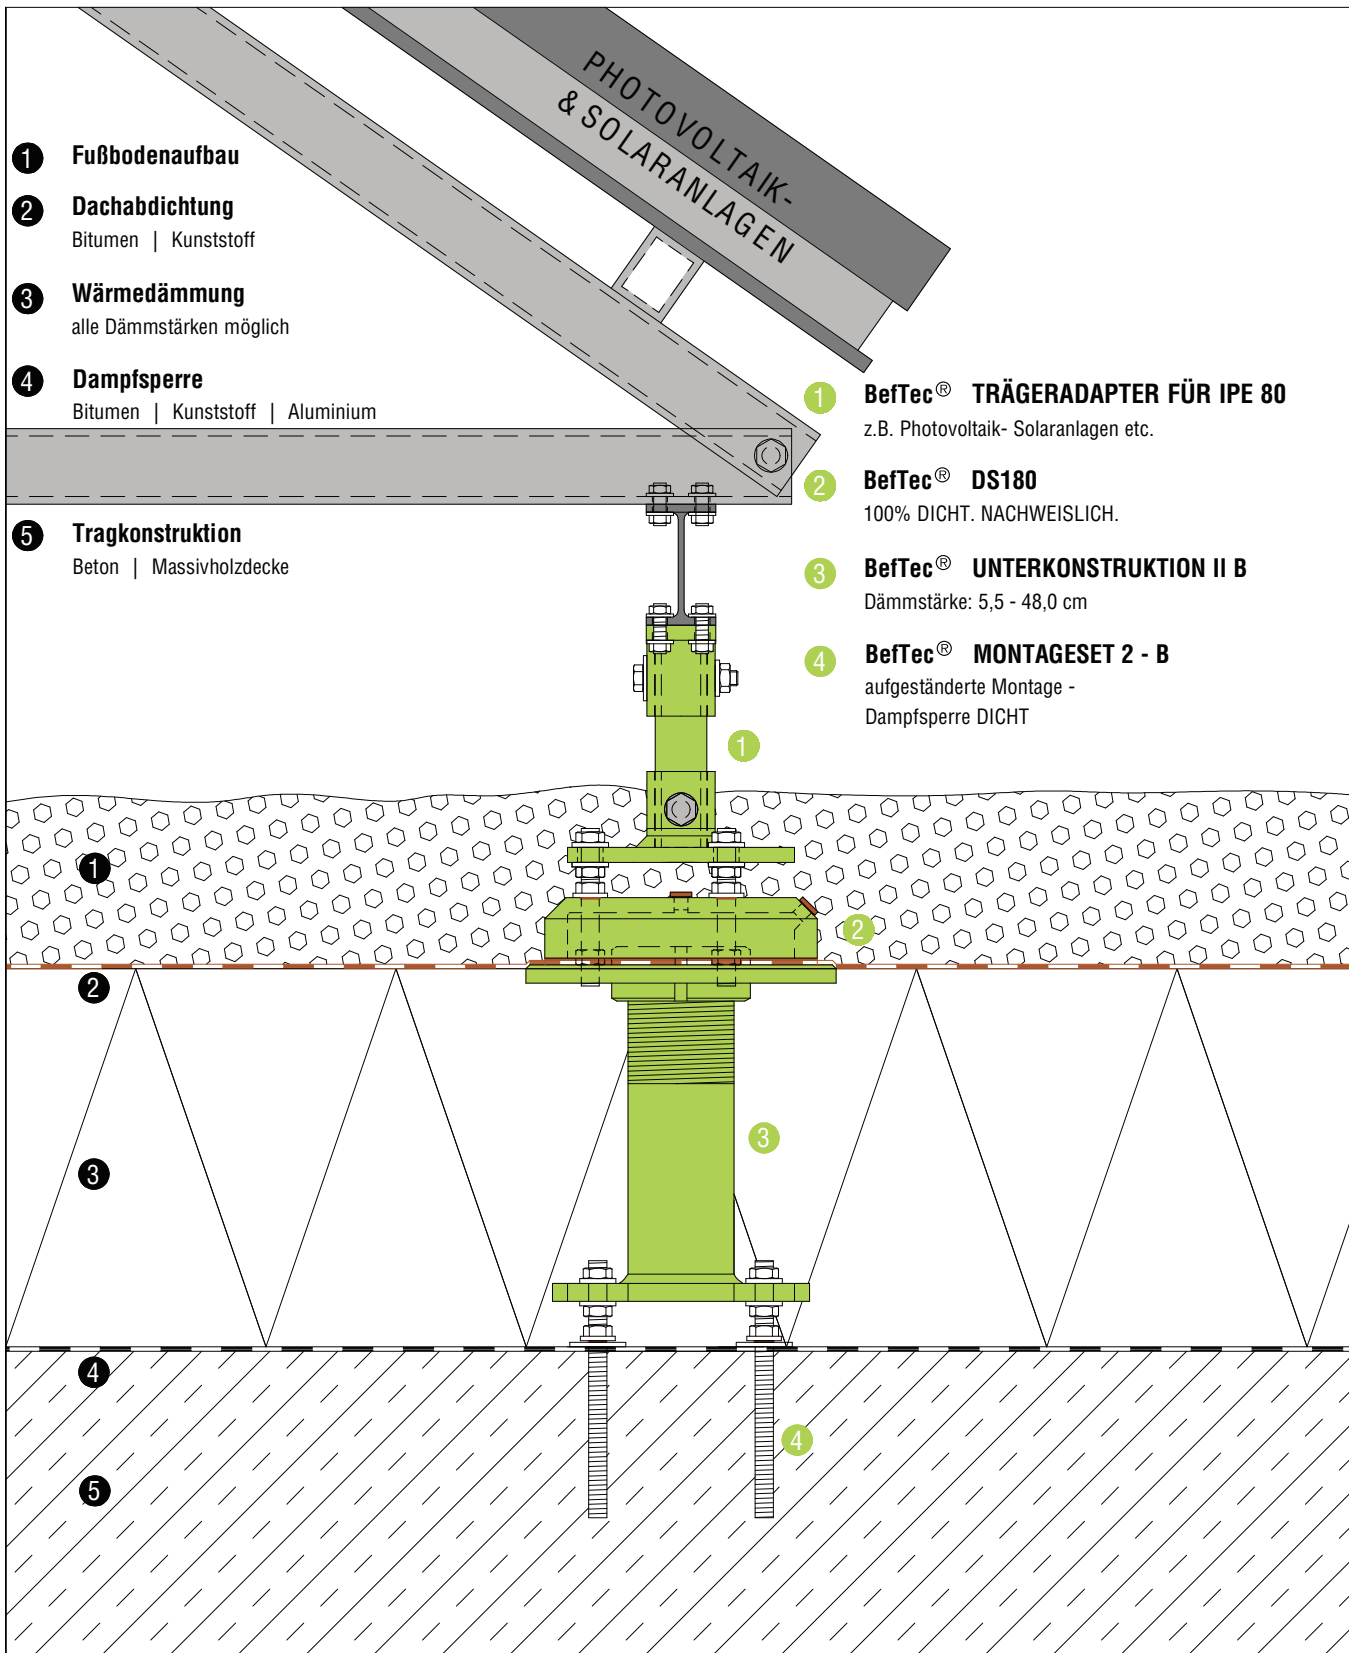 PHOTOVOLTAIK-
& SOLARANLAGEN
1 Fußbodenaufbau
2 Dachabdichtung
Bitumen | Kunststoff
3 Wärmedämmung
alle Dämmstärken möglich
4 Dampfsperre
Bitumen | Kunststoff | Aluminium
5 Tragkonstruktion
Beton | Massivholzdecke
1 BefTec® TRÄGERADAPTER FÜR IPE 80
z.B. Photovoltaik- Solaranlagen etc.
2 BefTec® DS180
100% DICHT. NACHWEISLICH.
3 BefTec® UNTERKONSTRUKTION II B
Dämmstärke: 5,5 - 48,0 cm
4 BefTec® MONTAGESET 2 - B
aufgeständerte Montage -
Dampfsperre DICHT
1
1
2
2
3
3
4
4
5